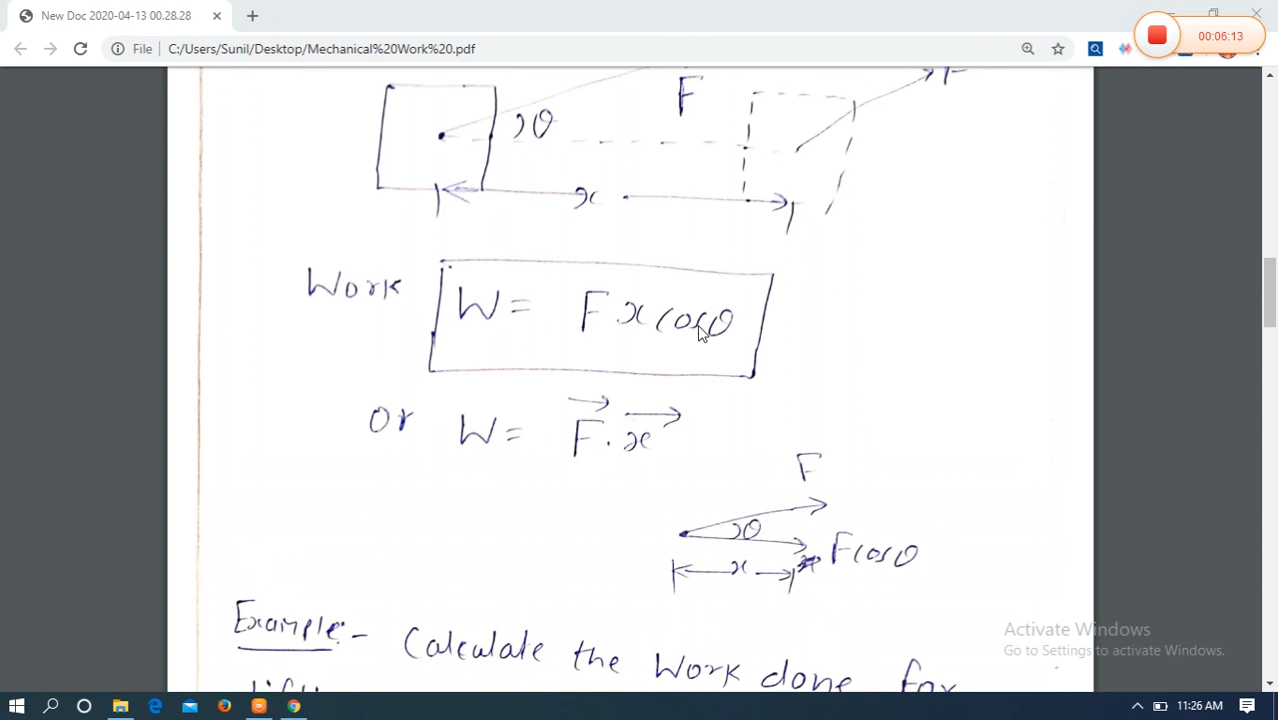 New Doc 2020-04-13 00.28.28
File C:/Users/Sunil/Desktop/Mechanical%20Work%20.pdf
00:06:13
F
F
θ
x
Work W = F x cosθ
or W = F . x
F
θ
x
Fcosθ
Example:- Calculate the Work done for
Activate Windows
Go to Settings to activate Windows.
11:26 AM